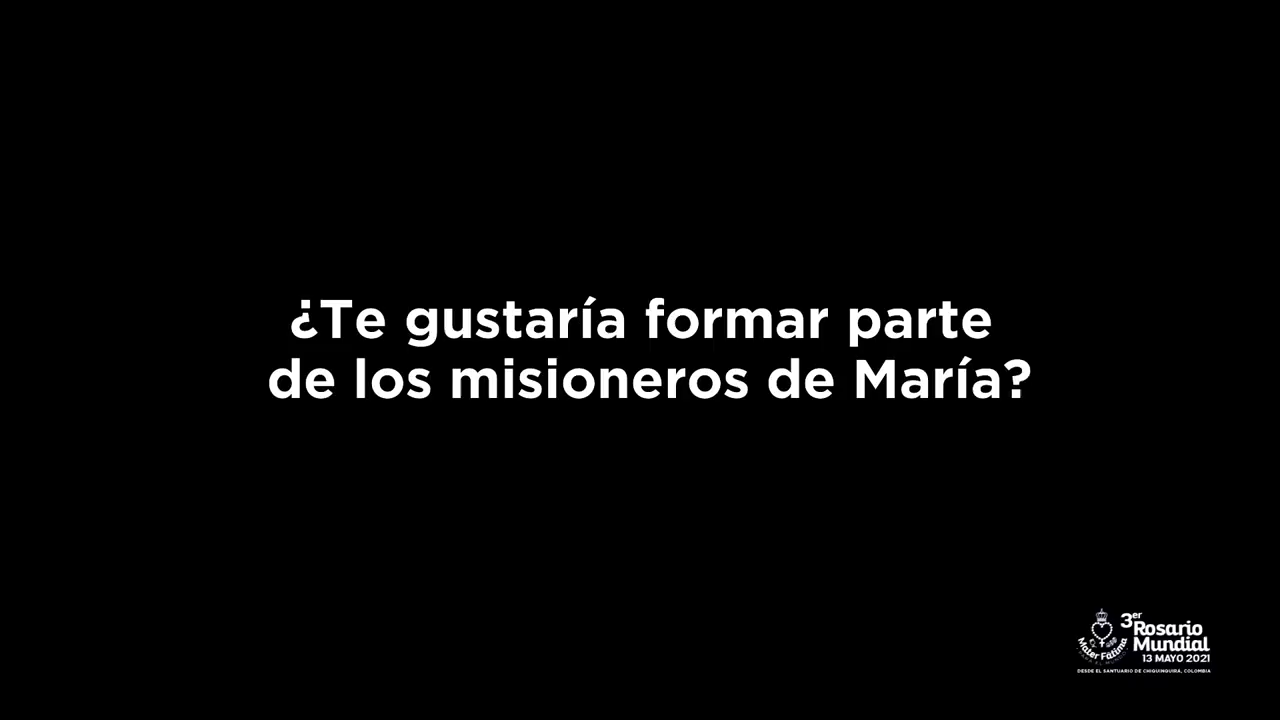 ¿Te gustaría formar parte
de los misioneros de María?
3er
Rosario
Mundial
Mater Fátima
13 MAYO 2021
DESDE EL SANTUARIO DE CHIQUINQUIRÁ, COLOMBIA